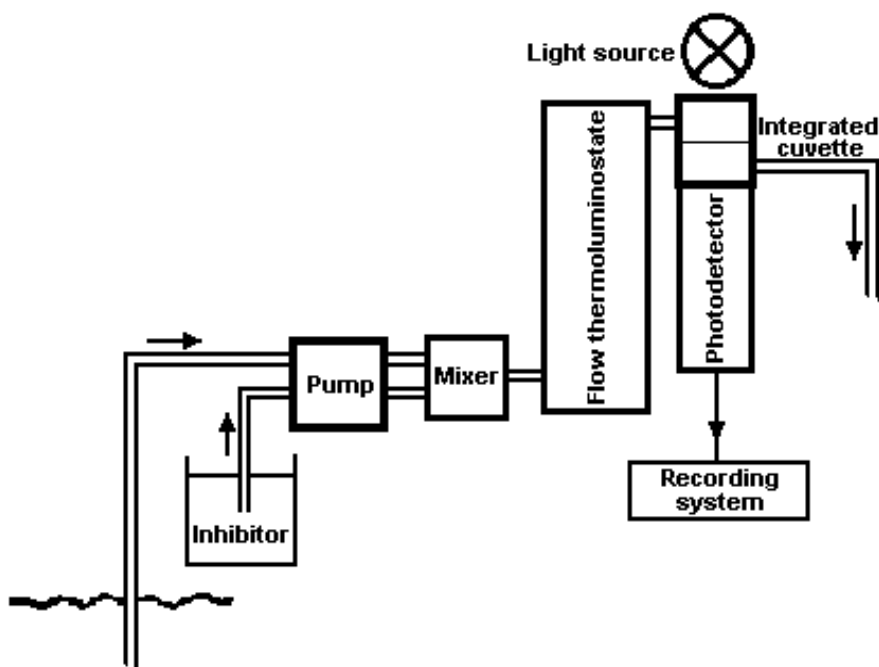 Light source
Integrated
cuvette
Flow thermoluminostate
Photodetector
Pump
Mixer
Inhibitor
Recording
system